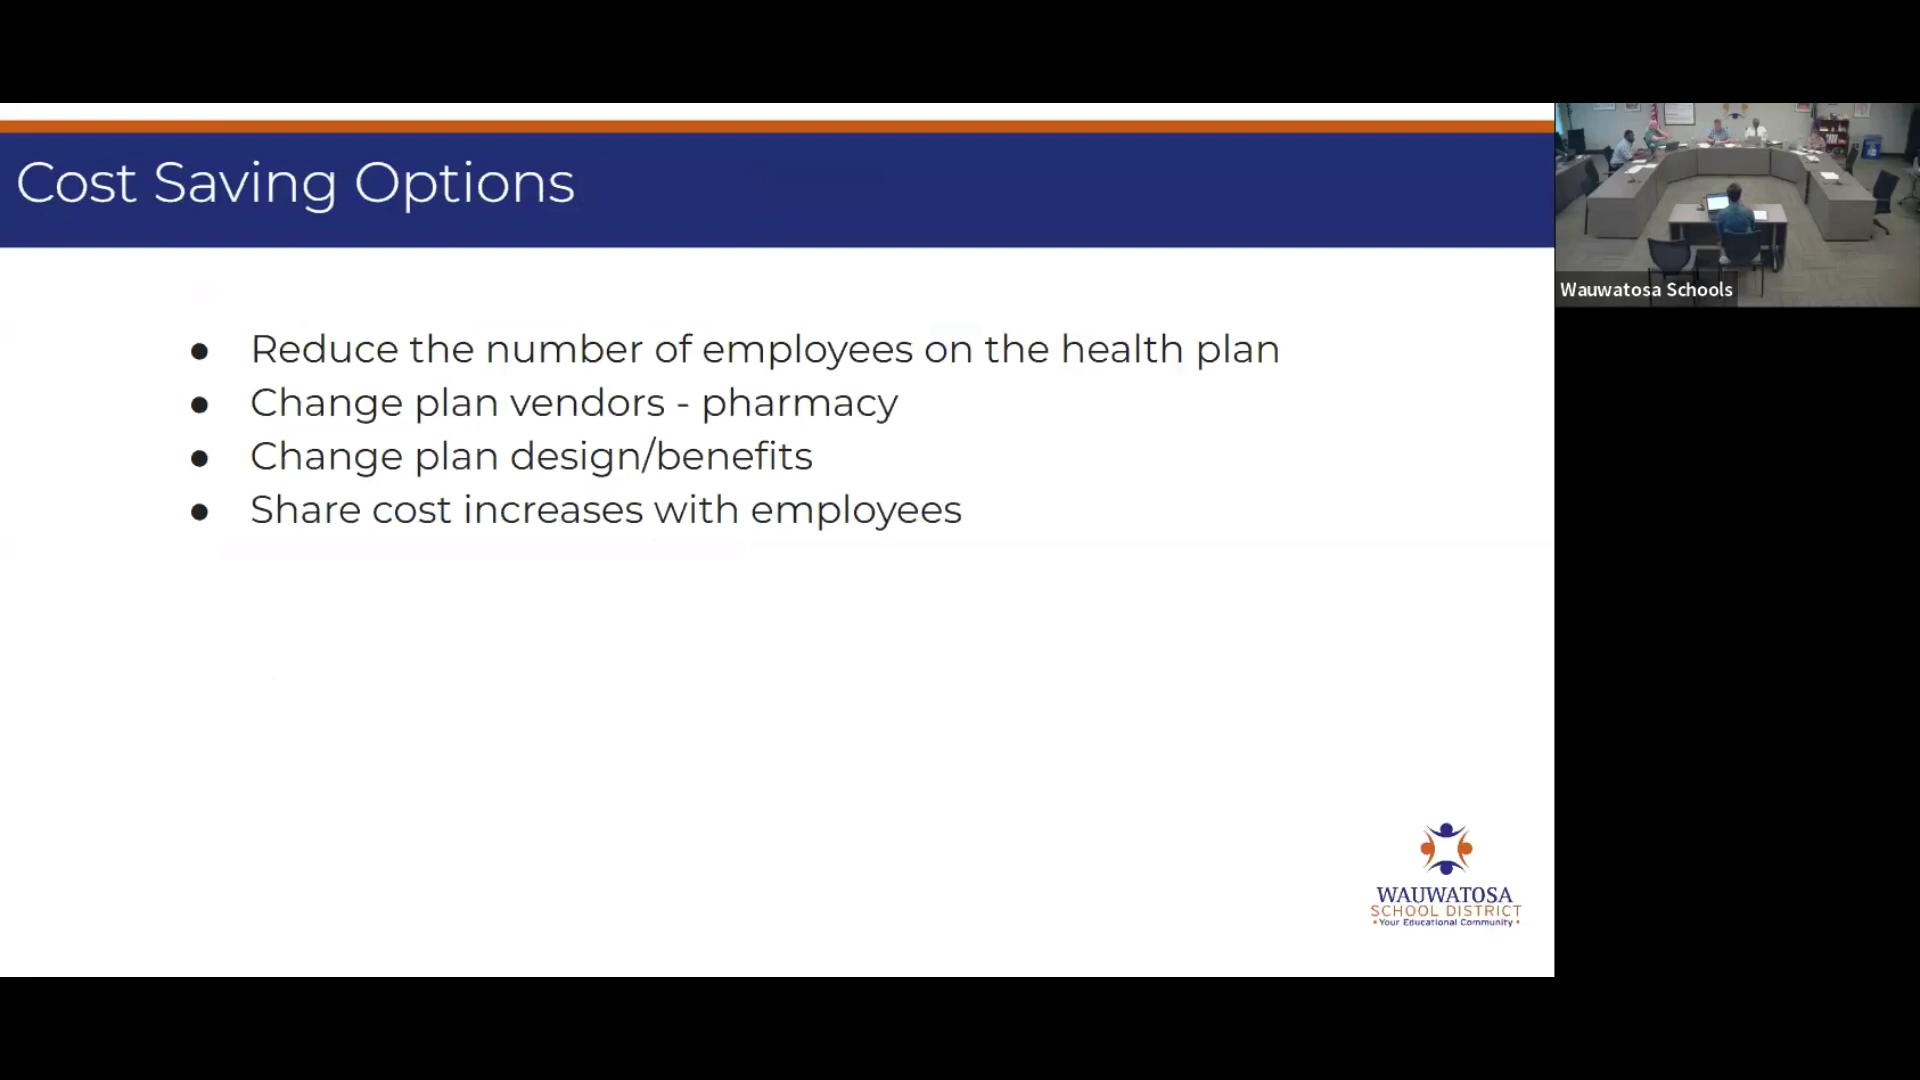 Cost Saving Options
● Reduce the number of employees on the health plan
● Change plan vendors - pharmacy
● Change plan design/benefits
● Share cost increases with employees
WAUWATOSA
SCHOOL DISTRICT
• Your Educational Community •
Wauwatosa Schools